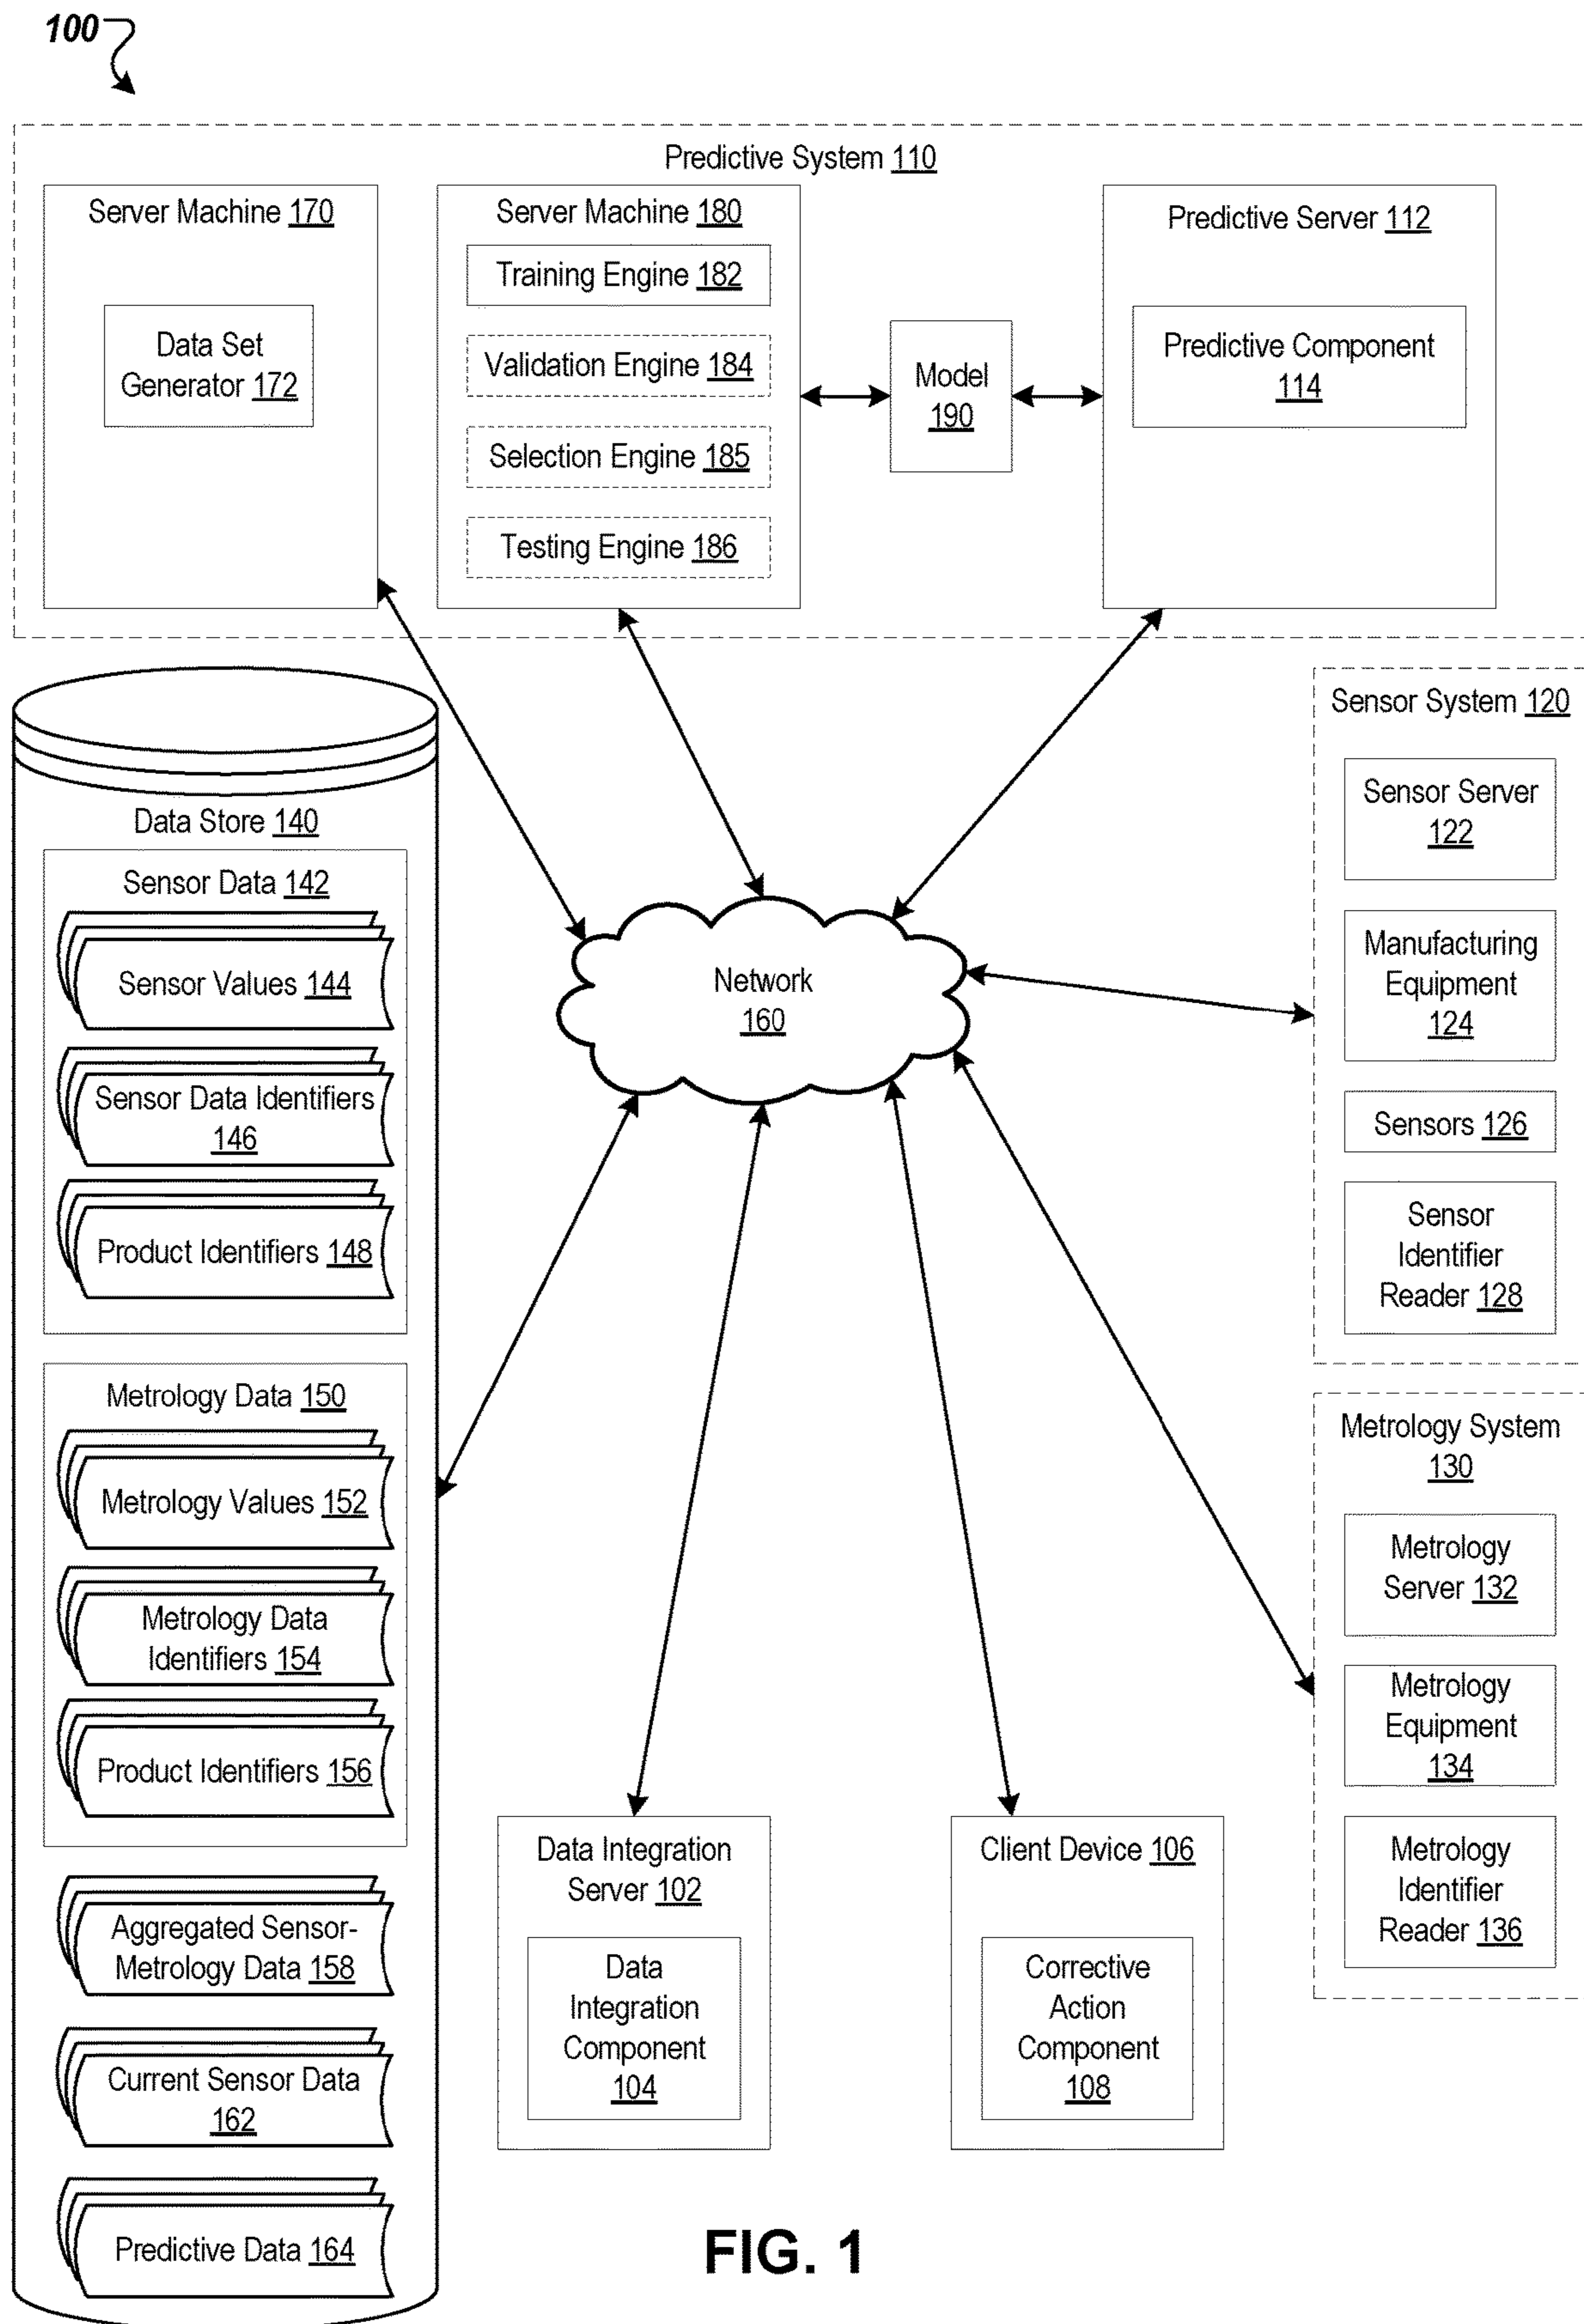 100
Predictive System 110
Server Machine 170
Data Set
Generator 172
Server Machine 180
Training Engine 182
Validation Engine 184
Selection Engine 185
Testing Engine 186
Model
190
Predictive Server 112
Predictive Component
114
Data Store 140
Sensor Data 142
Sensor Values 144
Sensor Data Identifiers
146
Product Identifiers 148
Metrology Data 150
Metrology Values 152
Metrology Data
Identifiers 154
Product Identifiers 156
Aggregated Sensor-
Metrology Data 158
Current Sensor Data
162
Predictive Data 164
Network
160
Sensor System 120
Sensor Server
122
Manufacturing
Equipment
124
Sensors 126
Sensor
Identifier
Reader 128
Metrology System
130
Metrology
Server 132
Metrology
Equipment
134
Metrology
Identifier
Reader 136
Data Integration
Server 102
Data
Integration
Component
104
Client Device 106
Corrective
Action
Component
108
FIG. 1